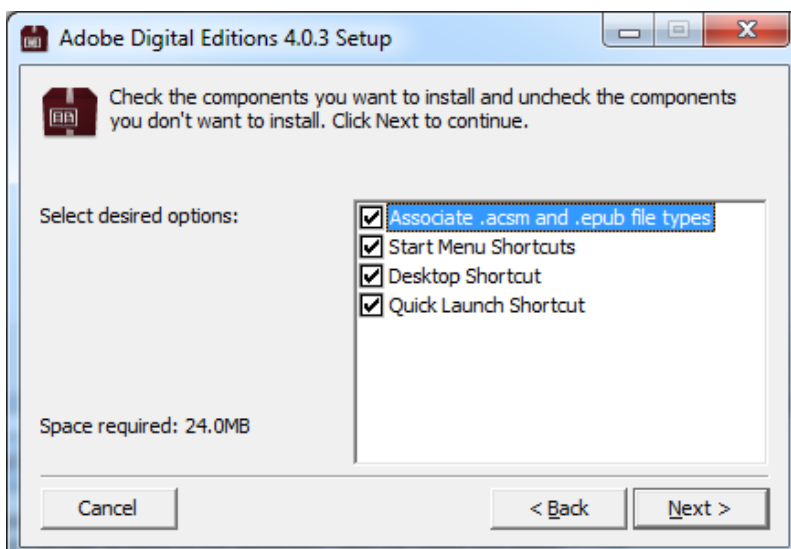 Adobe Digital Editions 4.0.3 Setup
Check the components you want to install and uncheck the components
you don't want to install. Click Next to continue.
Select desired options:
Associate .acsm and .epub file types
Start Menu Shortcuts
Desktop Shortcut
Quick Launch Shortcut
Space required: 24.0MB
Cancel
< Back
Next >